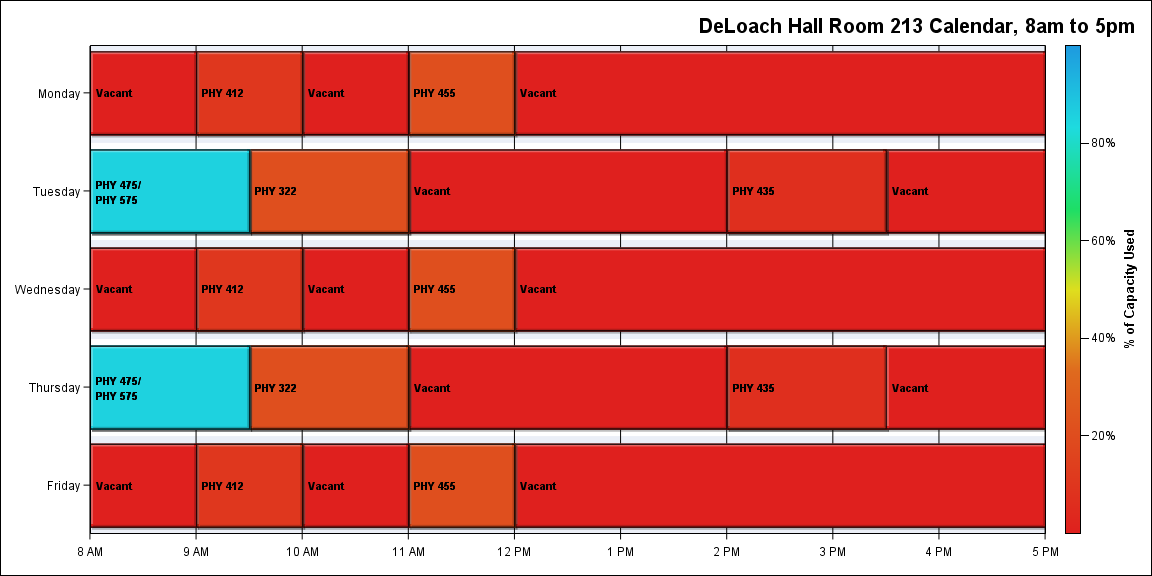 DeLoach Hall Room 213 Calendar, 8am to 5pm
Monday
Vacant
PHY 412
Vacant
PHY 455
Vacant
Tuesday
PHY 475/
PHY 575
PHY 322
Vacant
PHY 435
Vacant
Wednesday
Vacant
PHY 412
Vacant
PHY 455
Vacant
Thursday
PHY 475/
PHY 575
PHY 322
Vacant
PHY 435
Vacant
Friday
Vacant
PHY 412
Vacant
PHY 455
Vacant
8 AM
9 AM
10 AM
11 AM
12 PM
1 PM
2 PM
3 PM
4 PM
5 PM
80%
60%
40%
20%
% of Capacity Used